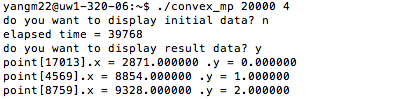 yangm22@uw1-320-06:~$ ./convex_mp 20000 4
do you want to display initial data? n
elapsed time = 39768
do you want to display result data? y
point[17013].x = 2871.000000 .y = 0.000000
point[4569].x = 8854.000000 .y = 1.000000
point[8759].x = 9328.000000 .y = 2.000000